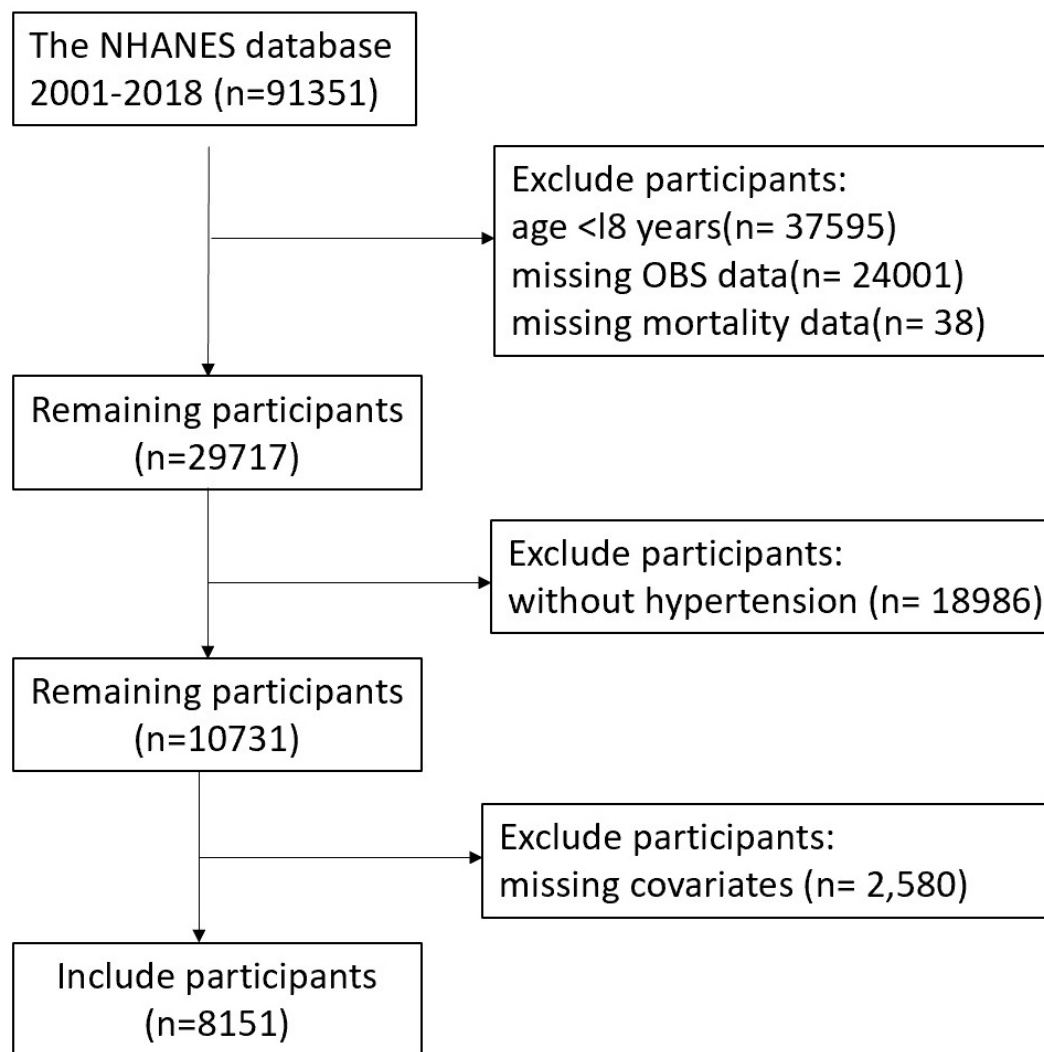 The NHANES database
2001-2018 (n=91351)
Exclude participants:
age <l8 years(n= 37595)
missing OBS data(n= 24001)
missing mortality data(n= 38)
Remaining participants
(n=29717)
Exclude participants:
without hypertension (n= 18986)
Remaining participants
(n=10731)
Exclude participants:
missing covariates (n= 2,580)
Include participants
(n=8151)